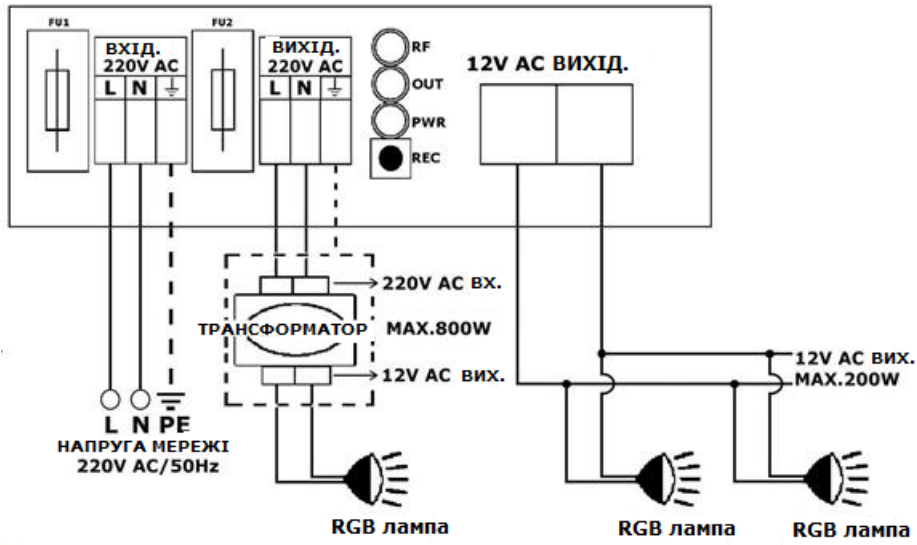 FU1
ВХІД.
220V AC
L N
FU2
ВИХІД.
220V AC
L N
RF
OUT
PWR
REC
12V AC ВИХІД.
220V AC ВХ.
ТРАНСФОРМАТОР
MAX.800W
12V AC ВИХ.
L N PE
НАПРУГА МЕРЕЖІ
220V AC/50Hz
RGB лампа
12V AC ВИХ.
MAX.200W
RGB лампа
RGB лампа